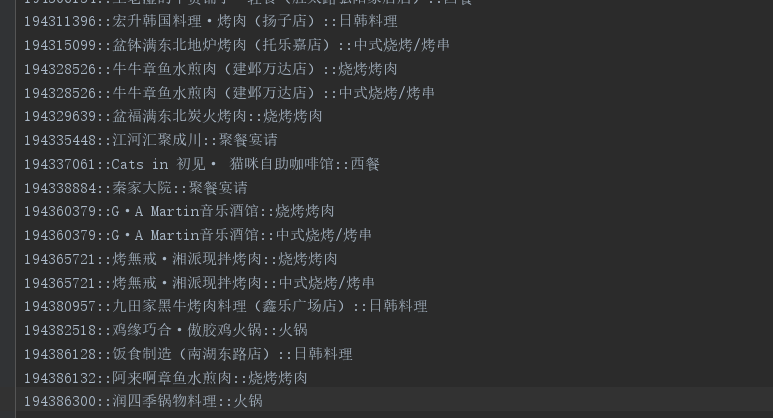 194311396::宏升韩国料理·烤肉（扬子店）::日韩料理
194315099::盆钵满东北地炉烤肉（托乐嘉店）::中式烧烤/烤串
194328526::牛牛章鱼水煎肉（建邺万达店）::烧烤烤肉
194328526::牛牛章鱼水煎肉（建邺万达店）::中式烧烤/烤串
194329639::盆福满东北炭火烤肉::烧烤烤肉
194335448::江河汇聚成川::聚餐宴请
194337061::Cats in 初见· 猫咪自助咖啡馆::西餐
194338884::秦家大院::聚餐宴请
194360379::G·A Martin音乐酒馆::烧烤烤肉
194360379::G·A Martin音乐酒馆::中式烧烤/烤串
194365721::烤無戒·湘派现拌烤肉::烧烤烤肉
194365721::烤無戒·湘派现拌烤肉::中式烧烤/烤串
194380957::九田家黑牛烤肉料理（鑫乐广场店）::日韩料理
194382518::鸡缘巧合·傲胶鸡火锅::火锅
194386128::饭食制造（南湖东路店）::日韩料理
194386132::阿来啊章鱼水煎肉::烧烤烤肉
194386300::润四季锅物料理::火锅